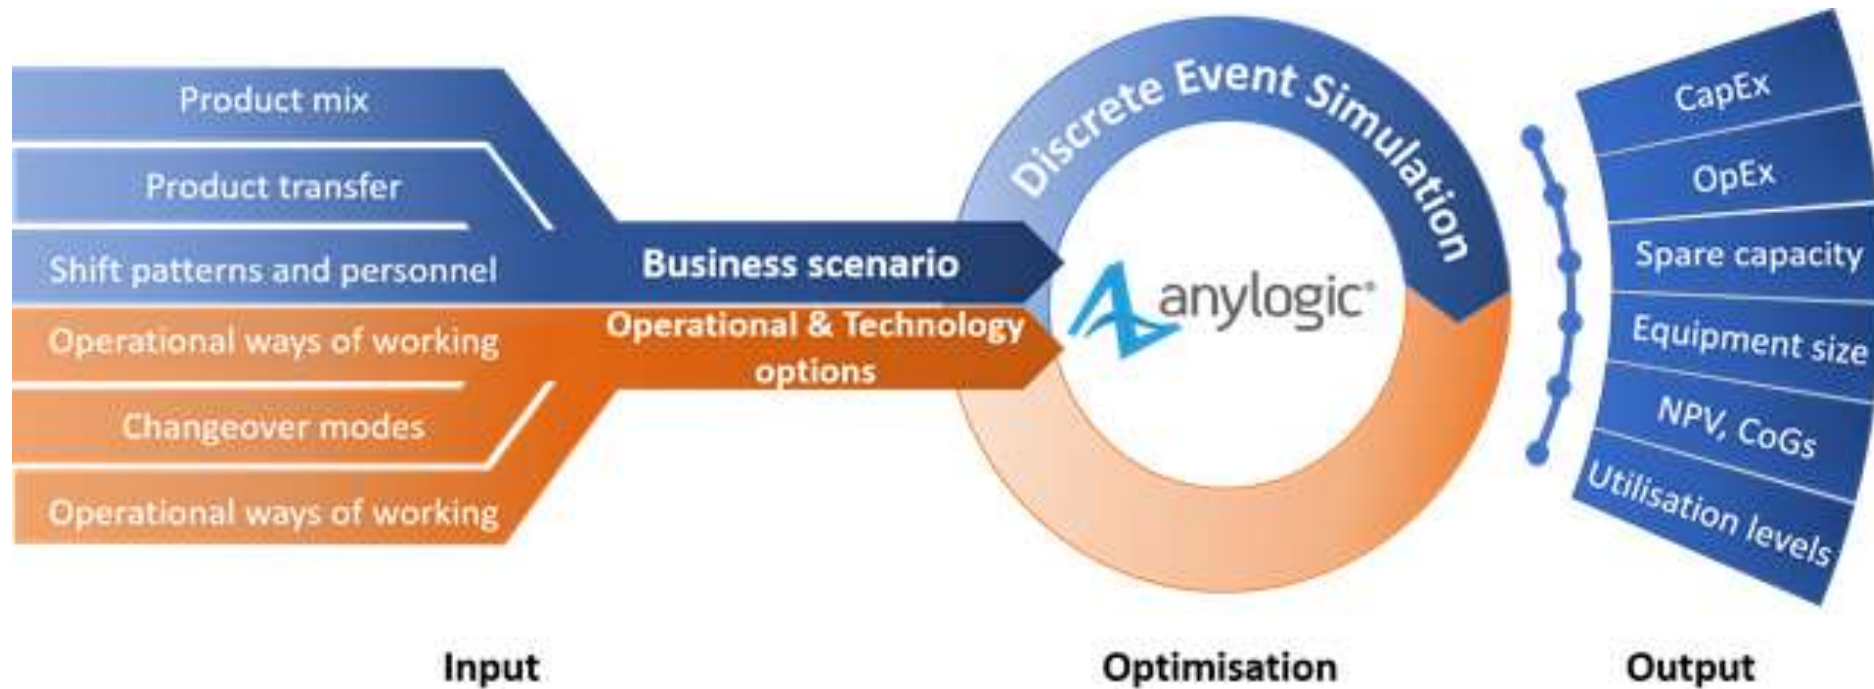 Product mix
Product transfer
Shift patterns and personnel
Operational ways of working
Changeover modes
Operational ways of working
Business scenario
Operational & Technology
options
Discrete Event Simulation
anylogic®
CapEx
OpEx
Spare capacity
Equipment size
NPV, CoGs
Utilisation levels
Input
Optimisation
Output